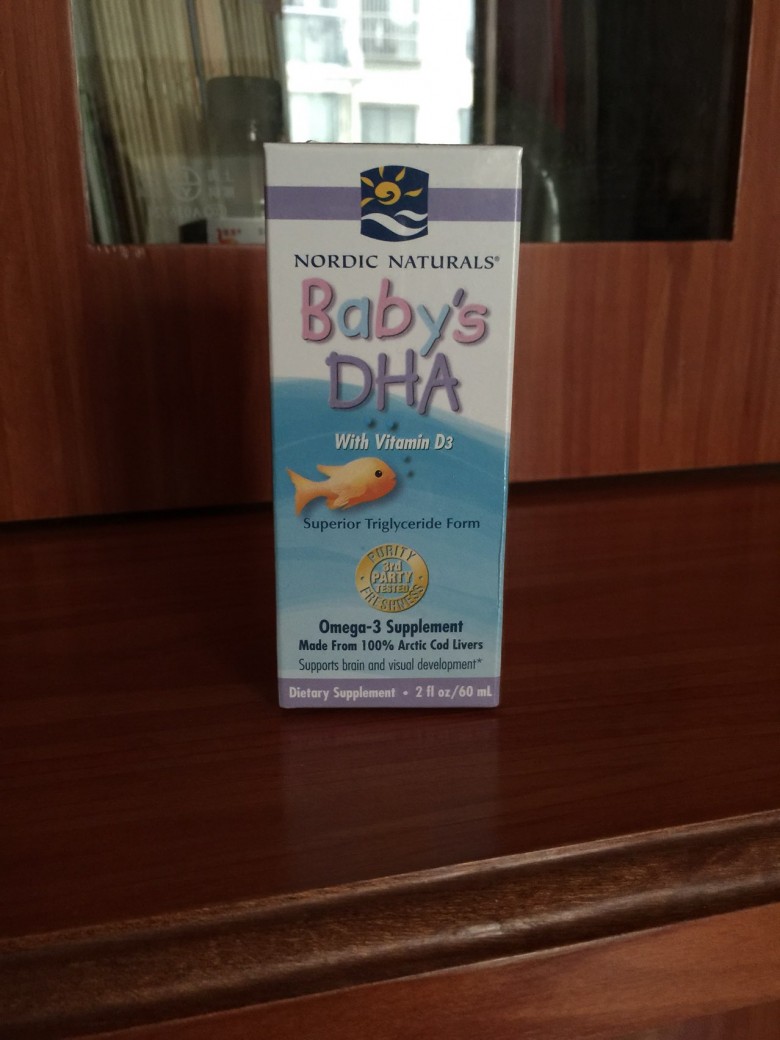 NORDIC NATURALS®
Baby's
DHA
With Vitamin D3
Superior Triglyceride Form
PURITY
3rd
PARTY
TESTED
FRESHNESS
Omega-3 Supplement
Made From 100% Arctic Cod Livers
Supports brain and visual development*
Dietary Supplement • 2 fl oz/60 mL